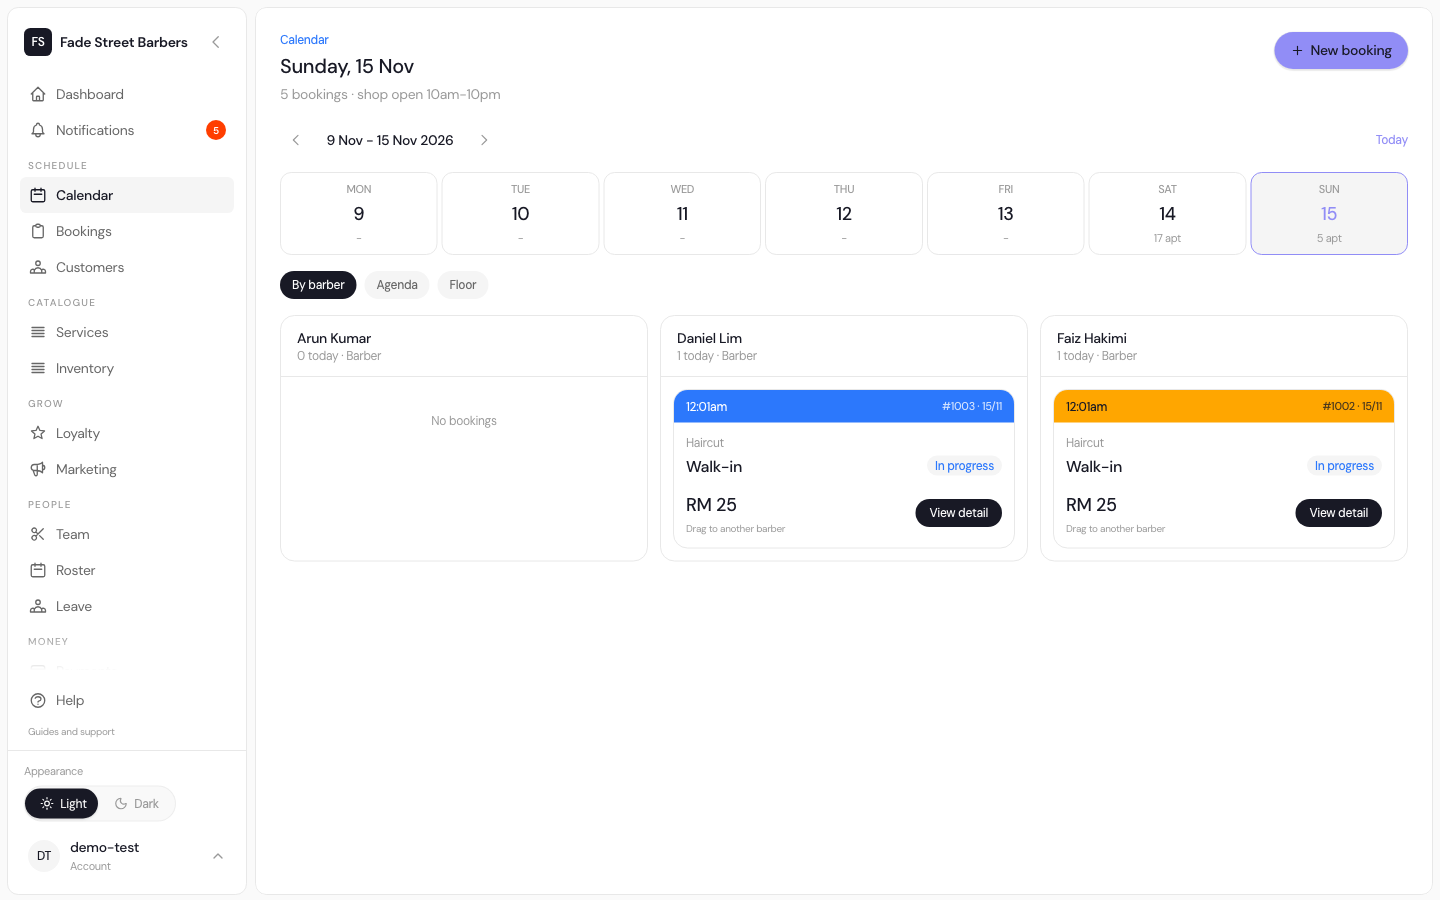 FS Fade Street Barbers
Dashboard
Notifications 5
SCHEDULE
Calendar
Bookings
Customers
CATALOGUE
Services
Inventory
GROW
Loyalty
Marketing
PEOPLE
Team
Roster
Leave
MONEY
Help
Guides and support
Appearance
Light Dark
DT demo-test
Account
Calendar
Sunday, 15 Nov
5 bookings · shop open 10am–10pm
+ New booking
9 Nov – 15 Nov 2026
Today
MON TUE WED THU FRI SAT SUN
9 10 11 12 13 14 15
- - - - - 17 apt 5 apt
By barber Agenda Floor
Arun Kumar
0 today · Barber
No bookings
Daniel Lim
1 today · Barber
12:01am #1003 · 15/11
Haircut
Walk-in In progress
RM 25
View detail
Drag to another barber
Faiz Hakimi
1 today · Barber
12:01am #1002 · 15/11
Haircut
Walk-in In progress
RM 25
View detail
Drag to another barber